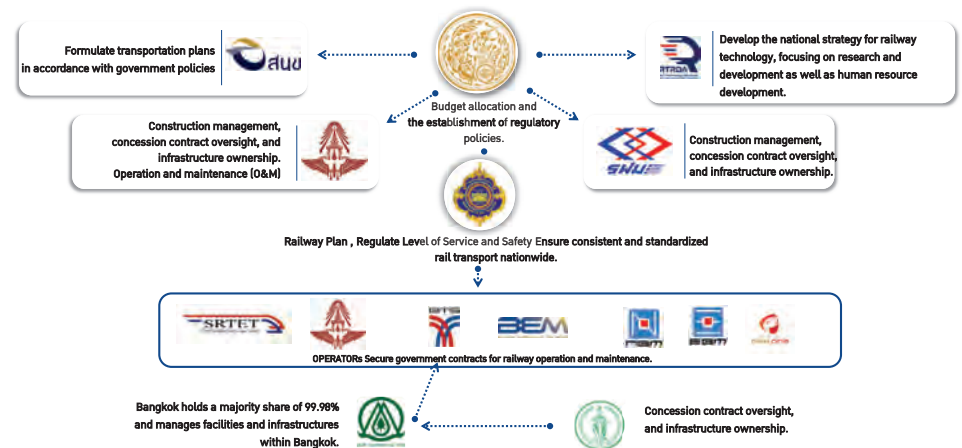 Formulate transportation plans
in accordance with government policies
สนข
RTRDA
Develop the national strategy for railway
technology, focusing on research and
development as well as human resource
development.
Budget allocation and
the establishment of regulatory
policies.
Construction management,
concession contract oversight, and
infrastructure ownership.
Operation and maintenance (O&M)
รฟม
Construction management,
concession contract oversight,
and infrastructure ownership.
Railway Plan , Regulate Level of Service and Safety Ensure consistent and standardized
rail transport nationwide.
SRTET
BTS
BEM
OPERATORs Secure government contracts for railway operation and maintenance.
Bangkok holds a majority share of 99.98%
and manages facilities and infrastructures
within Bangkok.
Concession contract oversight,
and infrastructure ownership.